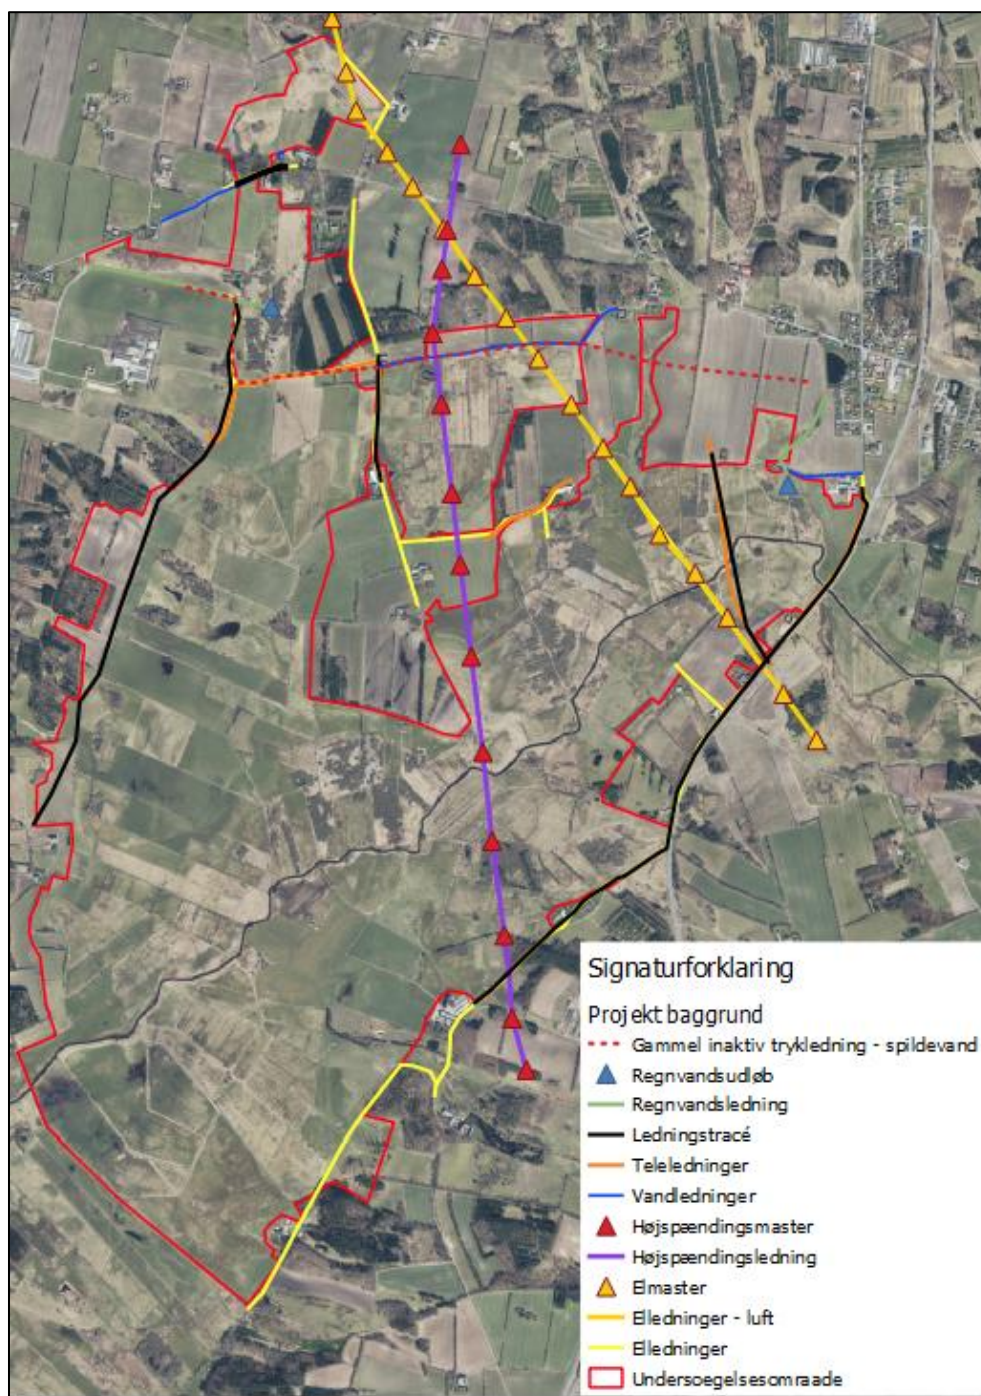 Signaturforklaring
Projekt baggrund
Gammel inaktiv trykledning - spildevand
Regnvandsudløb
Regnvandsledning
Ledningstracé
Teleledninger
Vandledninger
Højspændingsmaster
Højspændingsledning
Elmaster
Elledninger - luft
Elledninger
Undersoegelsesomraade